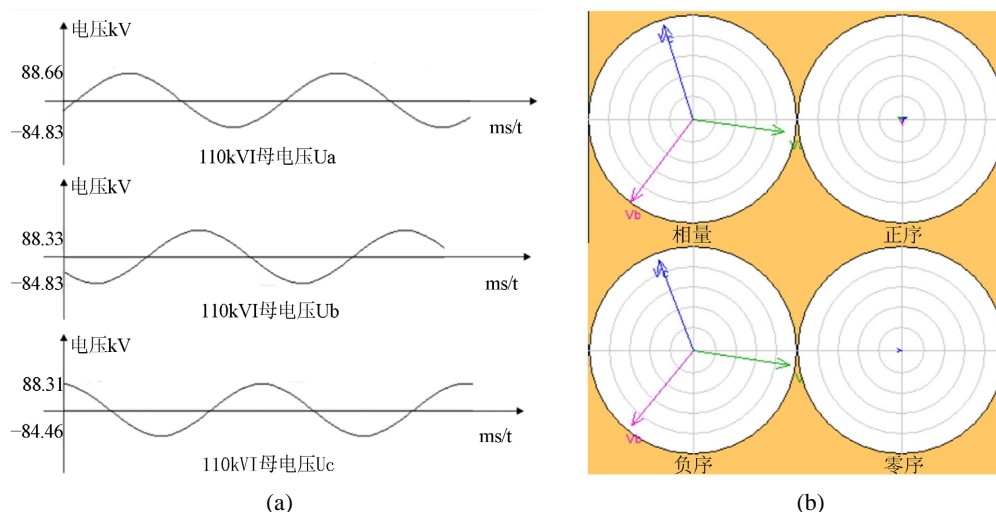 电压kV
88.66
-84.83
ms/t
110kVI母电压Ua
电压kV
88.33
-84.83
ms/t
110kVI母电压Ub
电压kV
88.31
-84.46
ms/t
110kVI母电压Uc
(a)
Vc
Vb
相量
正序
Vc
Vb
负序
零序
(b)